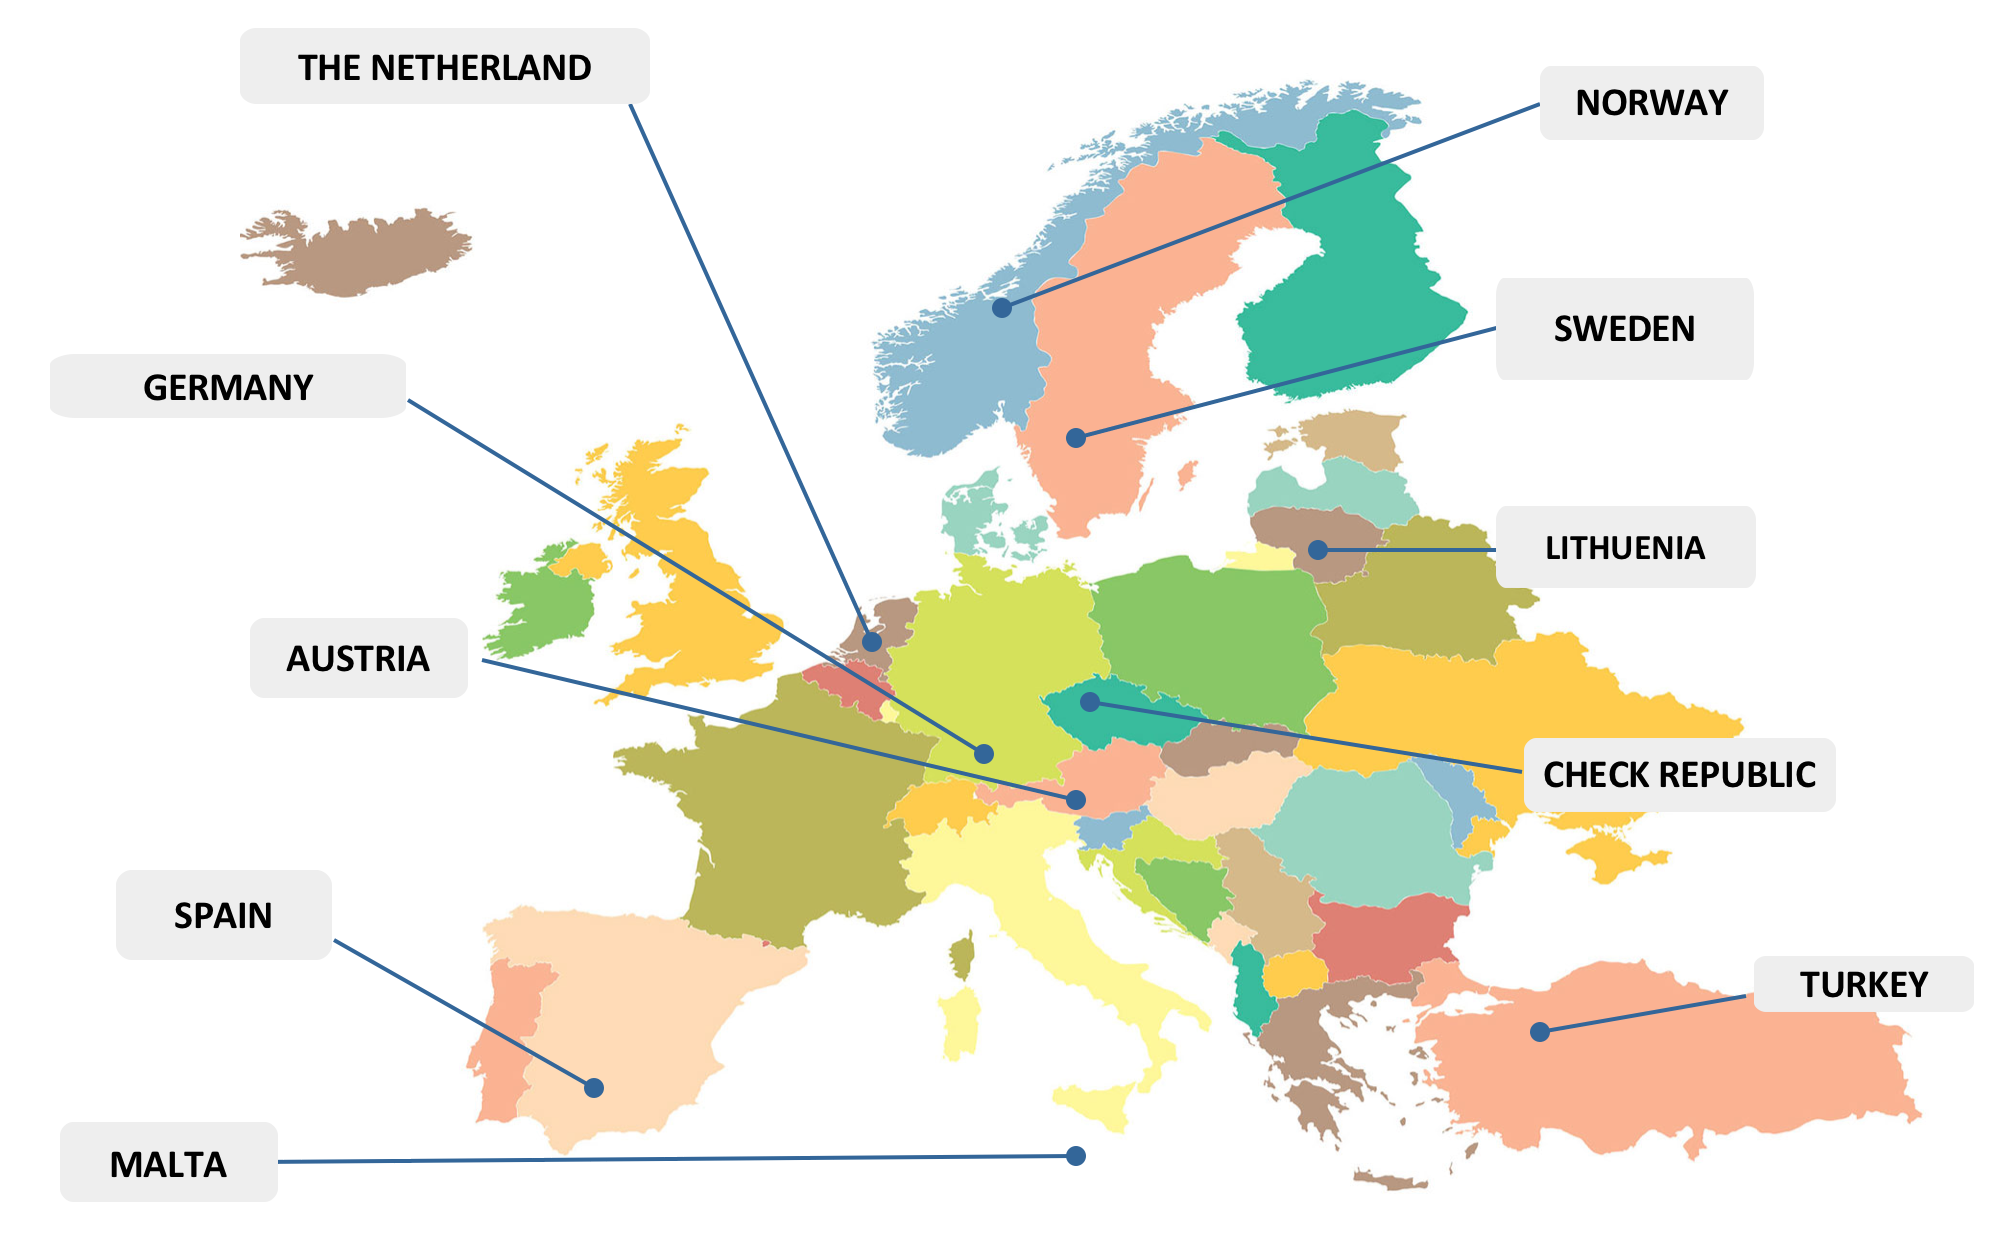 THE NETHERLAND
NORWAY
SWEDEN
GERMANY
LITHUENIA
AUSTRIA
CHECK REPUBLIC
SPAIN
TURKEY
MALTA